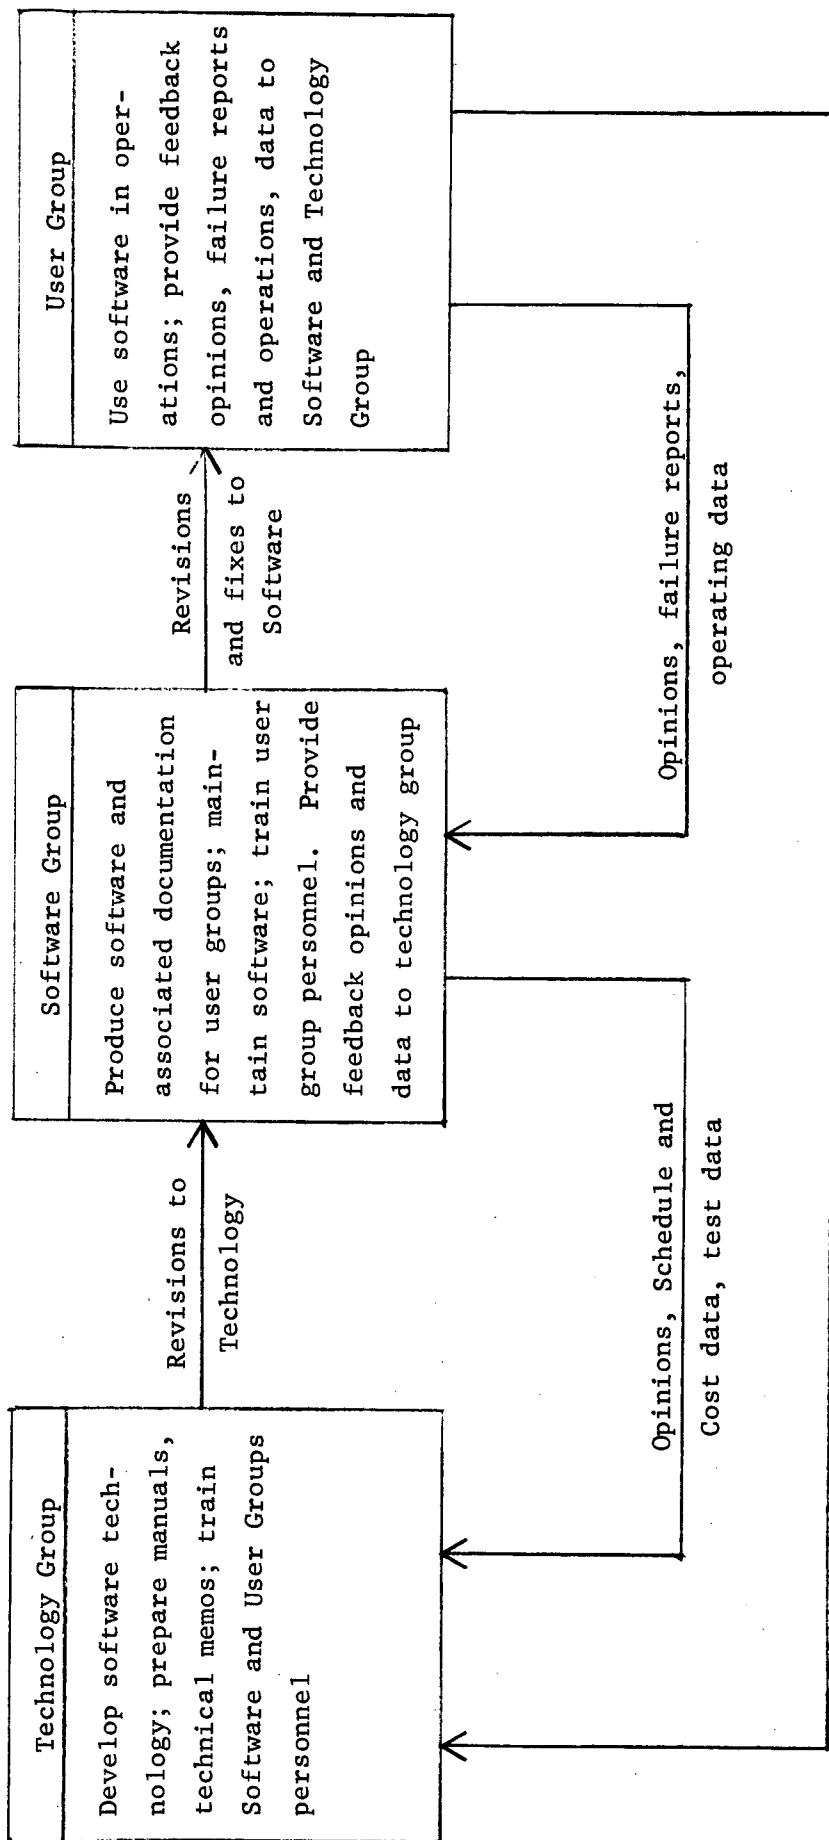 Technology Group
Develop software tech-
nology; prepare manuals,
technical memos; train
Software and User Groups
personnel
Revisions to
Technology
Software Group
Produce software and
associated documentation
for user groups; main-
tain software; train user
group personnel. Provide
feedback opinions and
data to technology group
Revisions
and fixes to
Software
User Group
Use software in oper-
ations; provide feedback
opinions, failure reports
and operations, data to
Software and Technology
Group
Opinions, Schedule and
Cost data, test data
Opinions, failure reports,
operating data